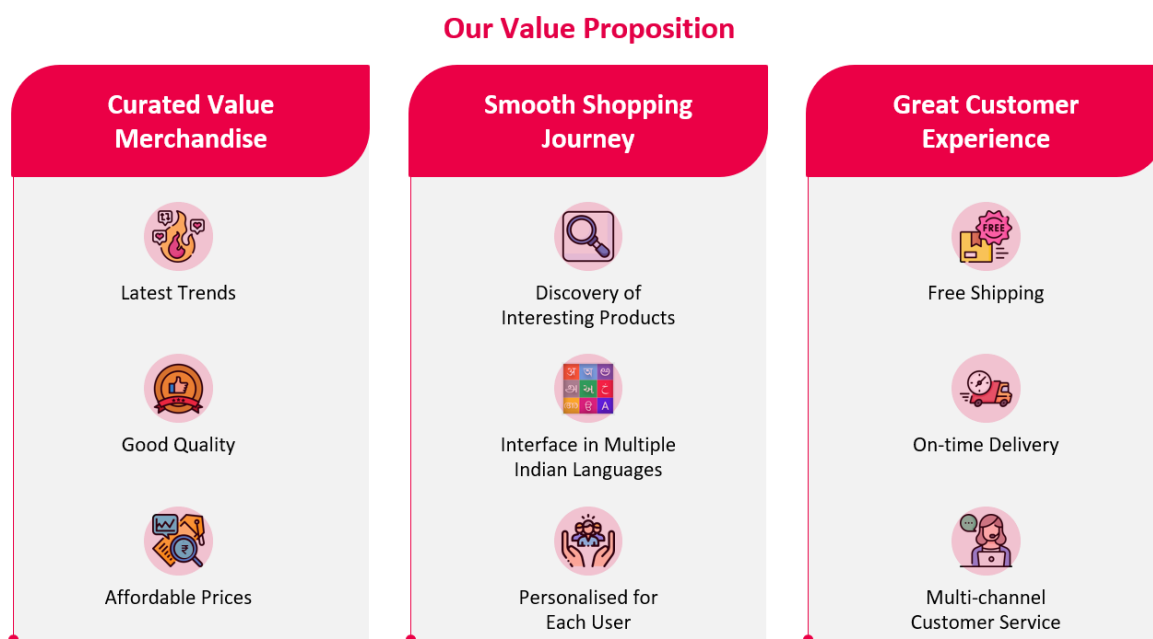 Our Value Proposition
Curated Value
Merchandise
Latest Trends
Good Quality
Affordable Prices
Smooth Shopping
Journey
Discovery of
Interesting Products
अ
A
Interface in Multiple
Indian Languages
Personalised for
Each User
Great Customer
Experience
FREE
Free Shipping
On-time Delivery
Multi-channel
Customer Service